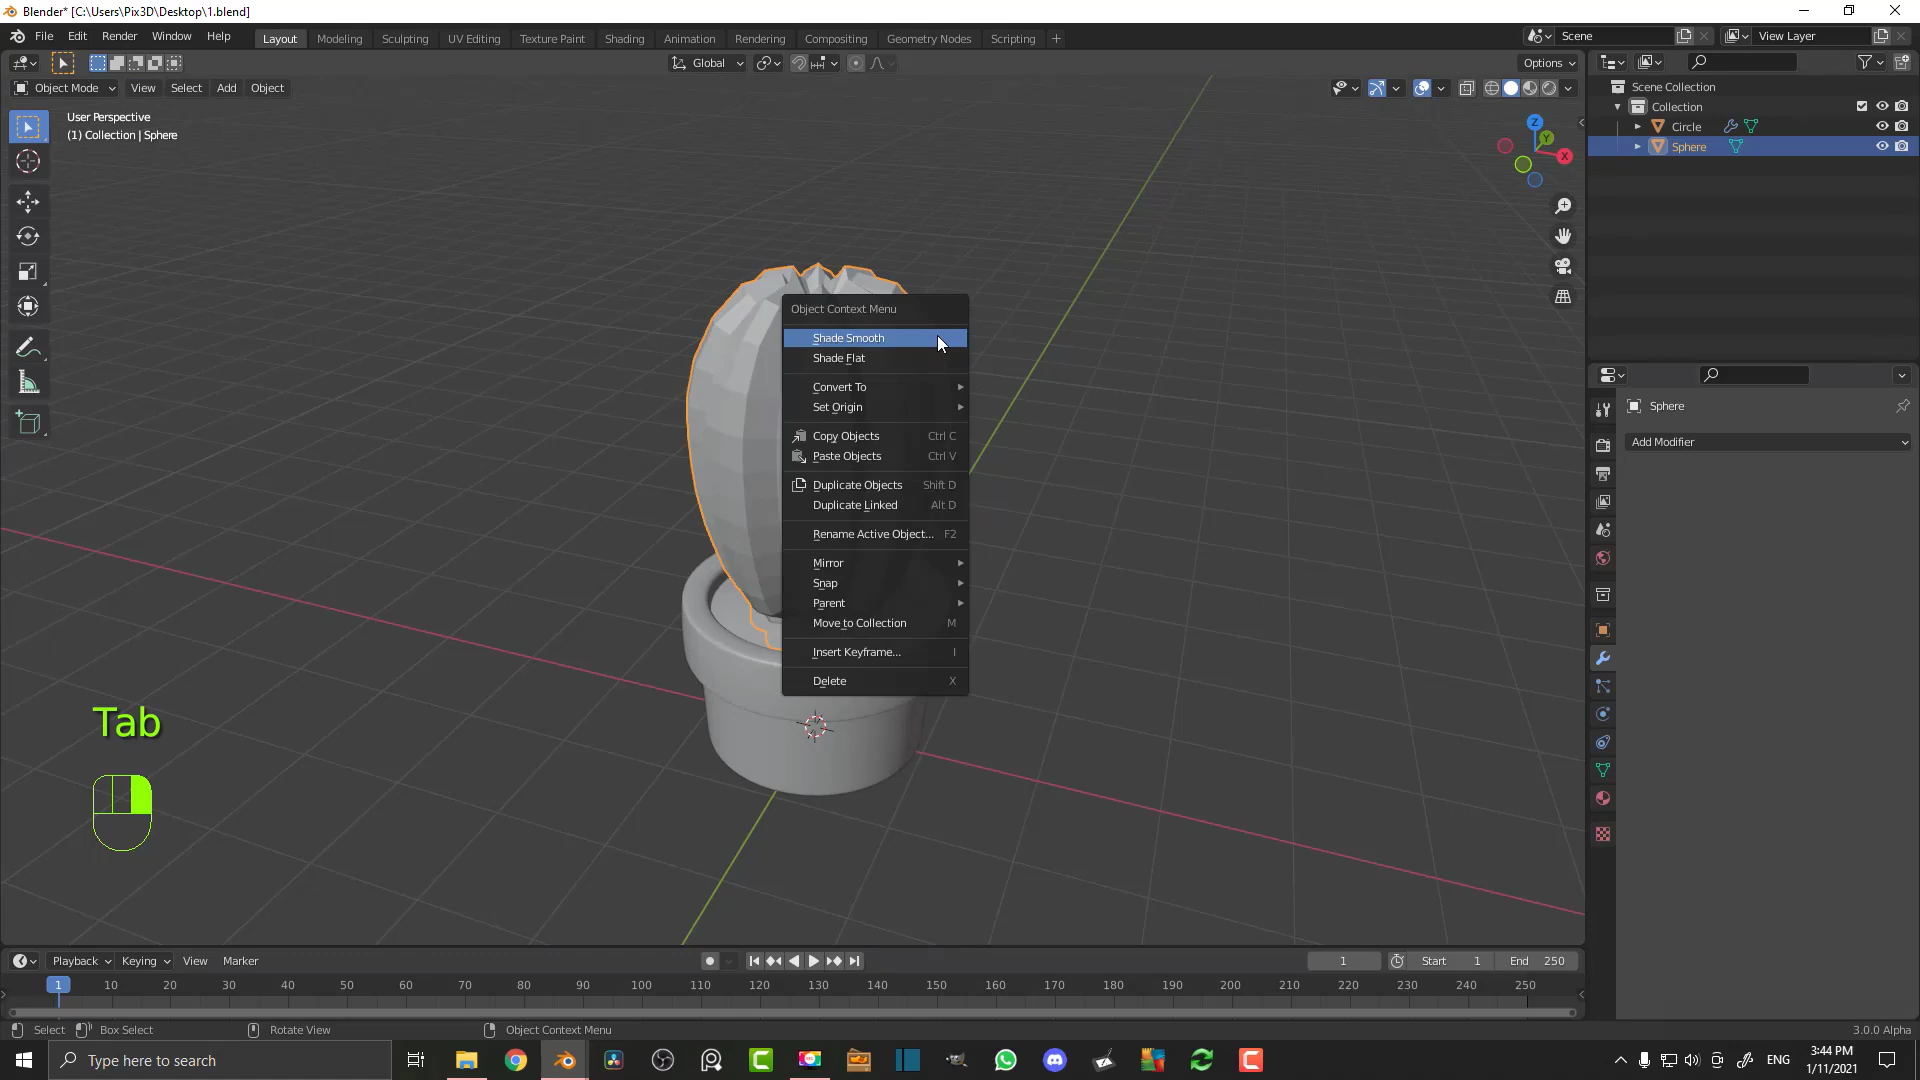 Blender* [C:\Users\Pix3D\Desktop\1.blend]
File Edit Render Window Help
Layout Modeling Sculpting UV Editing Texture Paint Shading Animation Rendering Compositing Geometry Nodes Scripting +
Scene View Layer
Global Options
Object Mode View Select Add Object
User Perspective
(1) Collection | Sphere
Scene Collection
Collection
Circle
Sphere
Z
Y
X
Object Context Menu
Shade Smooth
Shade Flat
Convert To
Set Origin
Copy Objects Ctrl C
Paste Objects Ctrl V
Duplicate Objects Shift D
Duplicate Linked Alt D
Rename Active Object... F2
Mirror
Snap
Parent
Move to Collection M
Insert Keyframe... I
Delete X
Sphere
Add Modifier
Tab
Playback Keying View Marker
1 Start 1 End 250
1 10 20 30 40 50 60 70 80 90 100 110 120 130 140 150 160 170 180 190 200 210 220 230 240 250
Select Box Select Rotate View Object Context Menu 3.0.0 Alpha
Type here to search
ENG
3:44 PM
1/11/2021